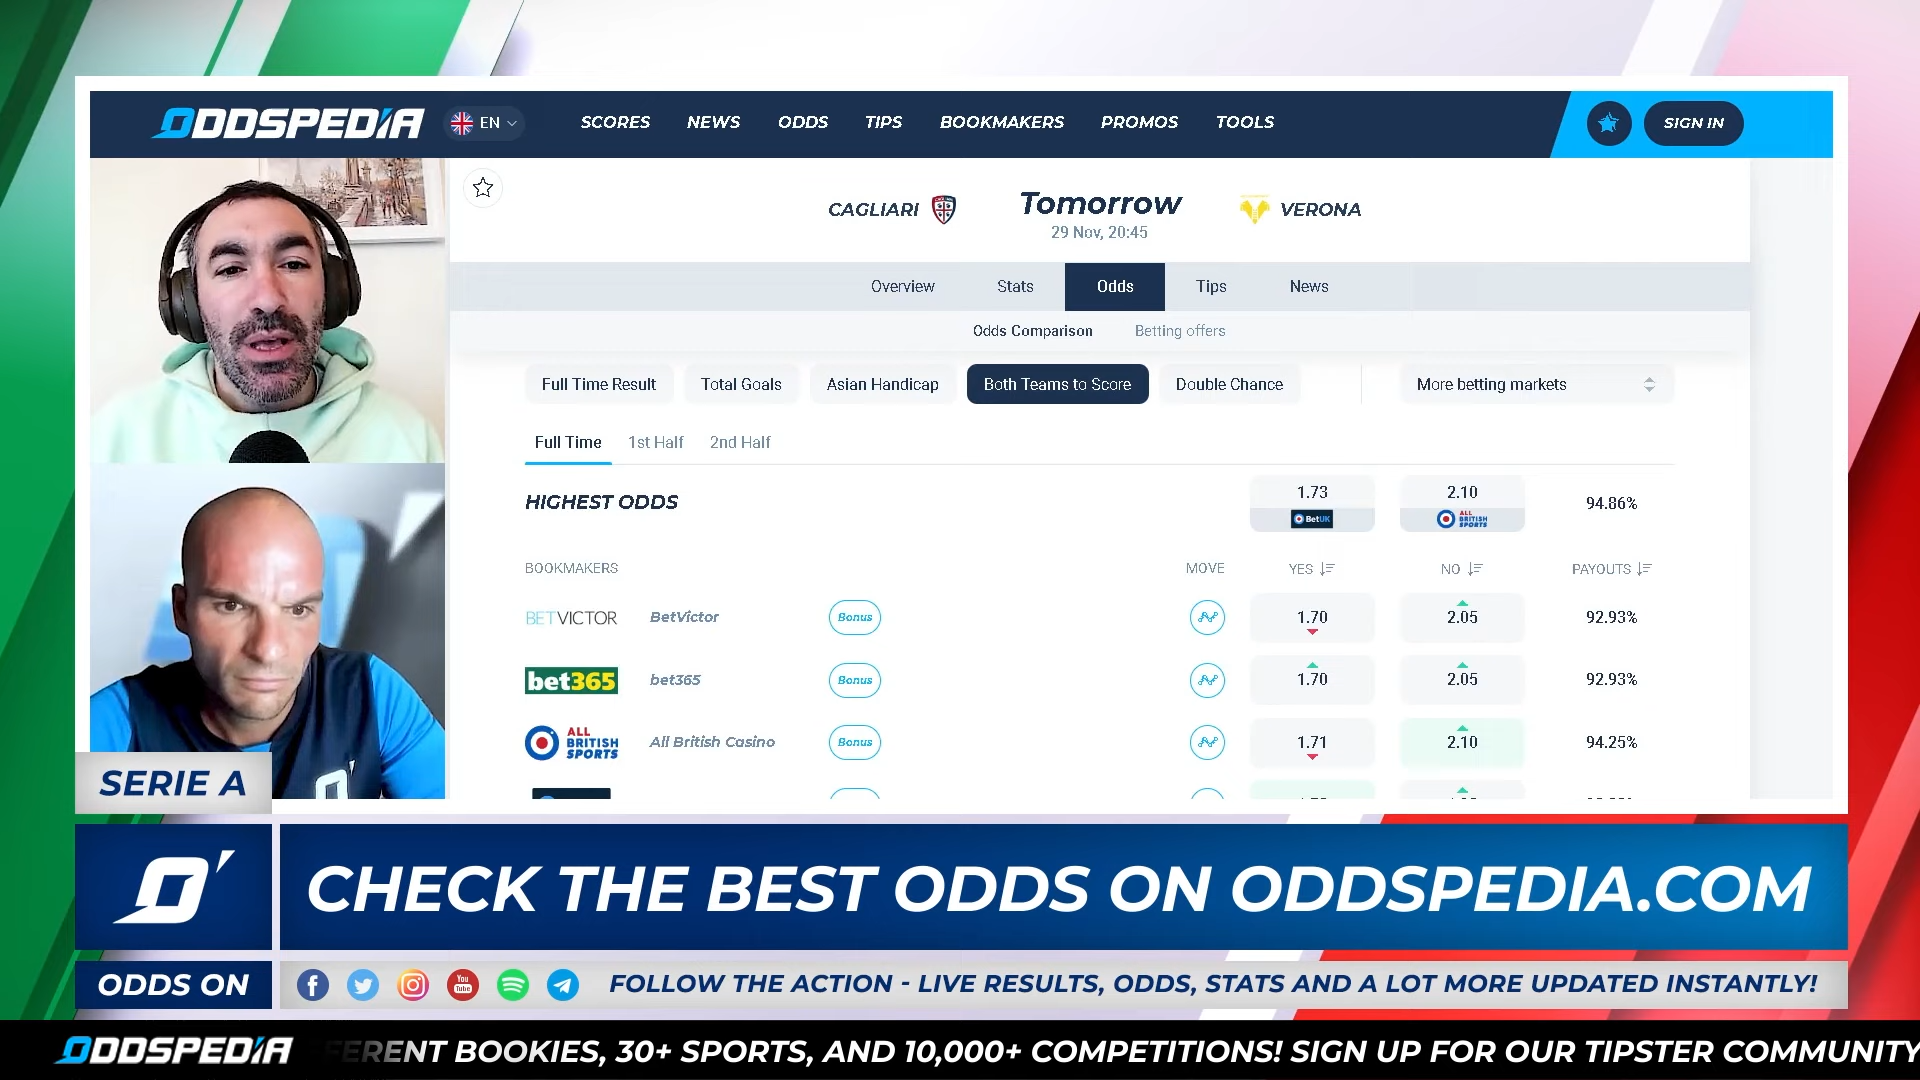 ODDSPEDIA EN SCORES NEWS ODDS TIPS BOOKMAKERS PROMOS TOOLS SIGN IN
CAGLIARI Tomorrow VERONA
29 Nov, 20:45
Overview Stats Odds Tips News
Odds Comparison Betting offers
Full Time Result Total Goals Asian Handicap Both Teams to Score Double Chance More betting markets
Full Time 1st Half 2nd Half
HIGHEST ODDS 1.73 2.10 94.86%
BetUK ALL BRITISH SPORTS
BOOKMAKERS MOVE YES NO PAYOUTS
BETVICTOR BetVictor Bonus 1.70 2.05 92.93%
bet365 bet365 Bonus 1.70 2.05 92.93%
ALL BRITISH SPORTS All British Casino Bonus 1.71 2.10 94.25%
SERIE A
CHECK THE BEST ODDS ON ODDSPEDIA.COM
ODDS ON
You Tube
FOLLOW THE ACTION - LIVE RESULTS, ODDS, STATS AND A LOT MORE UPDATED INSTANTLY!
ODDSPEDIA ERENT BOOKIES, 30+ SPORTS, AND 10,000+ COMPETITIONS! SIGN UP FOR OUR TIPSTER COMMUNITY